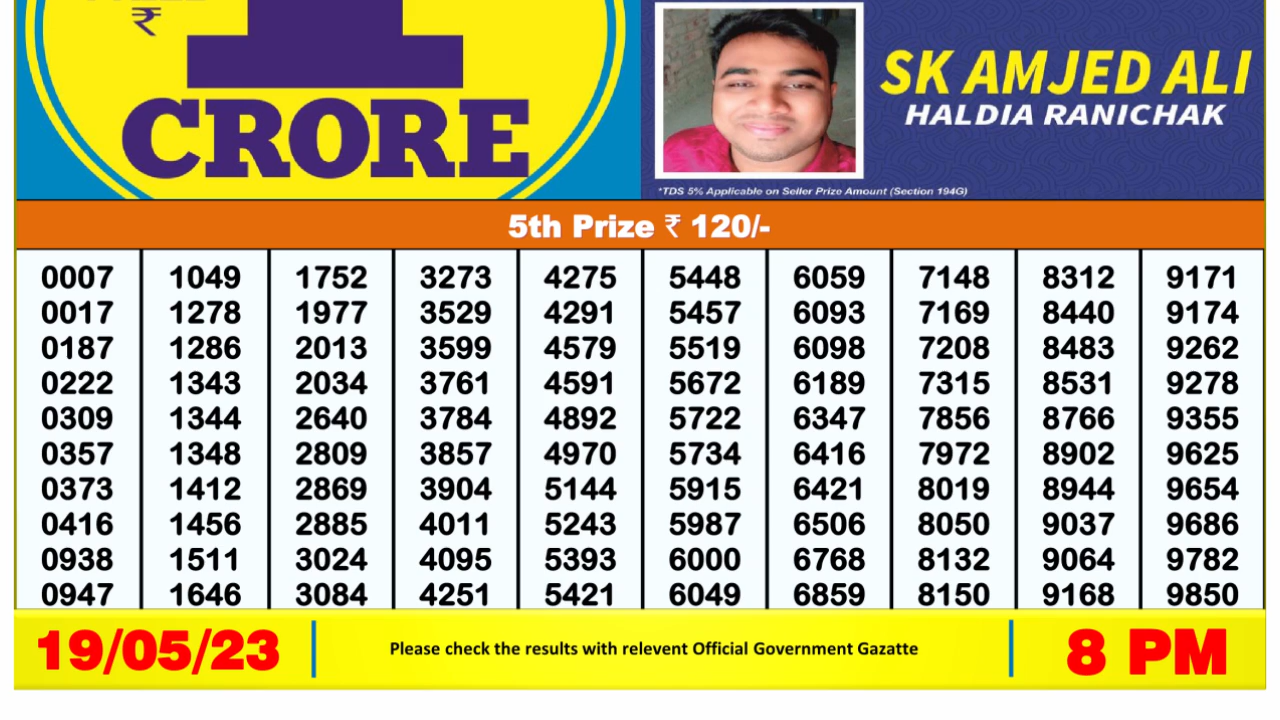 ₹
1
CRORE
SK AMJED ALI
HALDIA RANICHAK
*TDS 5% Applicable on Seller Prize Amount (Section 194G)
5th Prize ₹ 120/-
0007 1049 1752 3273 4275 5448 6059 7148 8312 9171
0017 1278 1977 3529 4291 5457 6093 7169 8440 9174
0187 1286 2013 3599 4579 5519 6098 7208 8483 9262
0222 1343 2034 3761 4591 5672 6189 7315 8531 9278
0309 1344 2640 3784 4892 5722 6347 7856 8766 9355
0357 1348 2809 3857 4970 5734 6416 7972 8902 9625
0373 1412 2869 3904 5144 5915 6421 8019 8944 9654
0416 1456 2885 4011 5243 5987 6506 8050 9037 9686
0938 1511 3024 4095 5393 6000 6768 8132 9064 9782
0947 1646 3084 4251 5421 6049 6859 8150 9168 9850
19/05/23 Please check the results with relevent Official Government Gazatte 8 PM